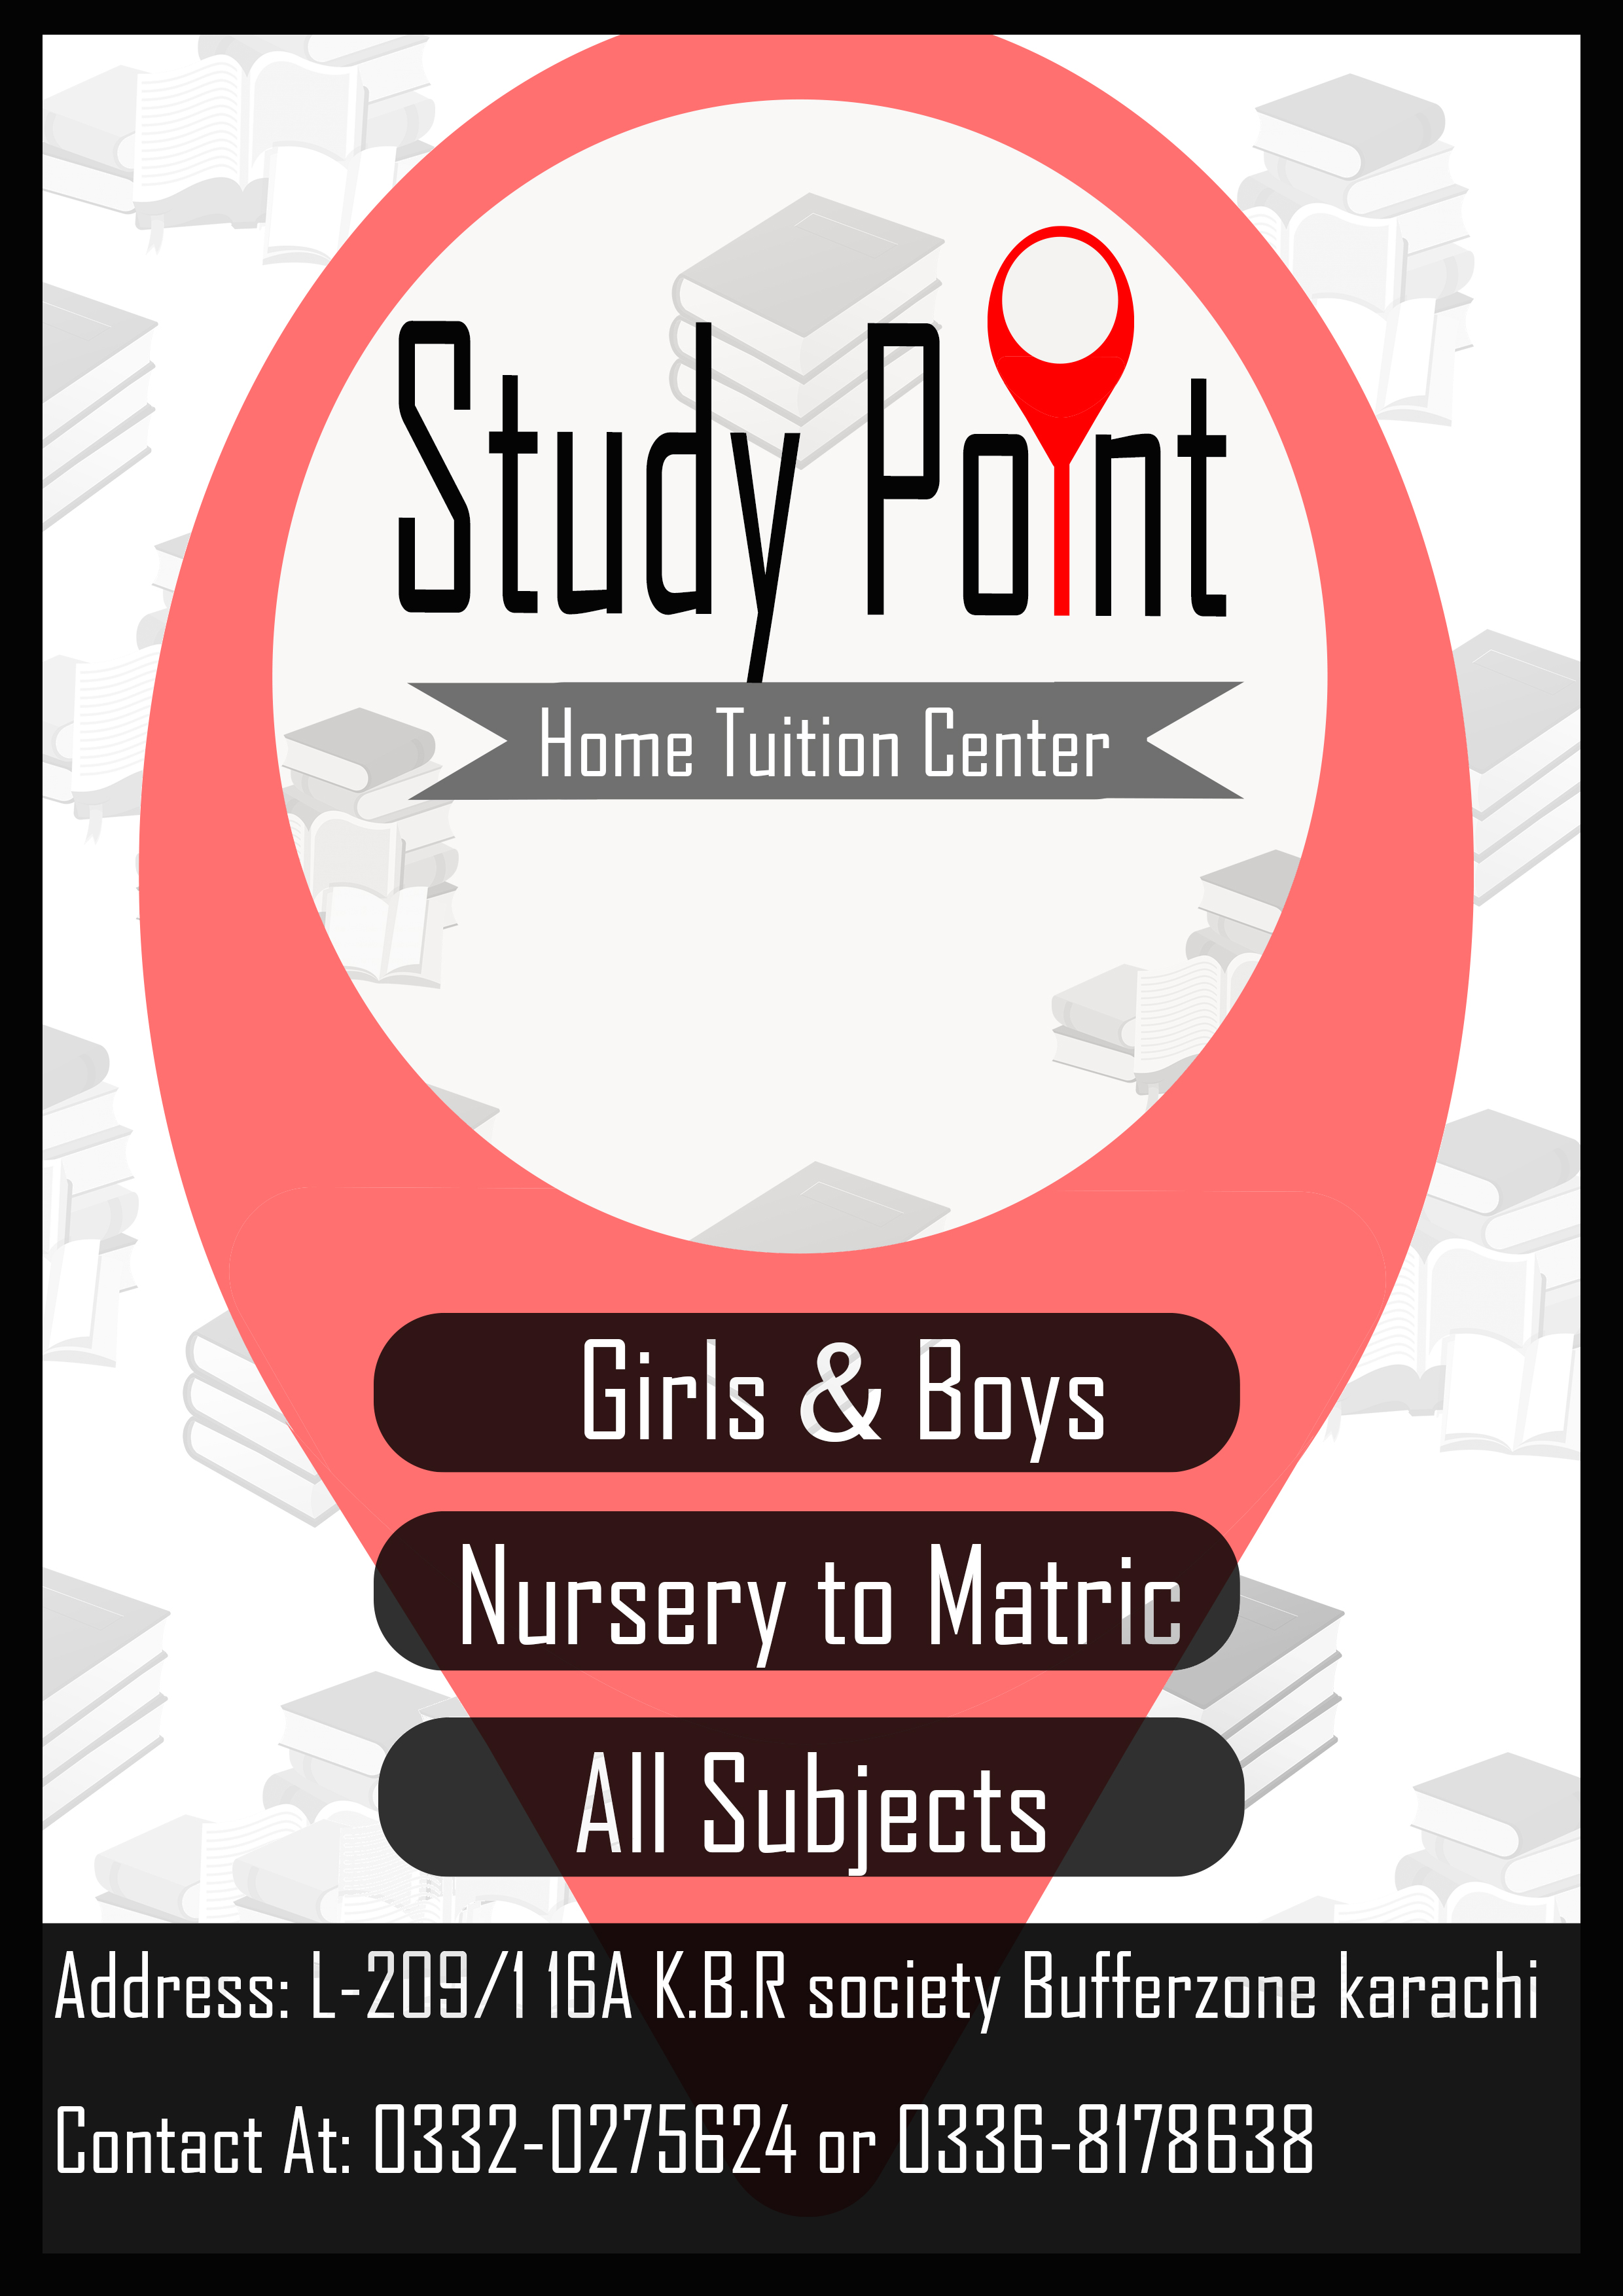 Study Point
Home Tuition Center
Girls & Boys
Nursery to Matric
All Subjects
Address: L-209/1 16A K.B.R society Bufferzone karachi
Contact At: 0332-0275624 or 0336-8178638